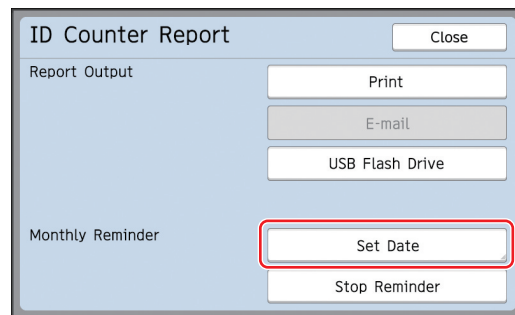 ID Counter Report
Close
Report Output
Print
E-mail
USB Flash Drive
Monthly Reminder
Set Date
Stop Reminder